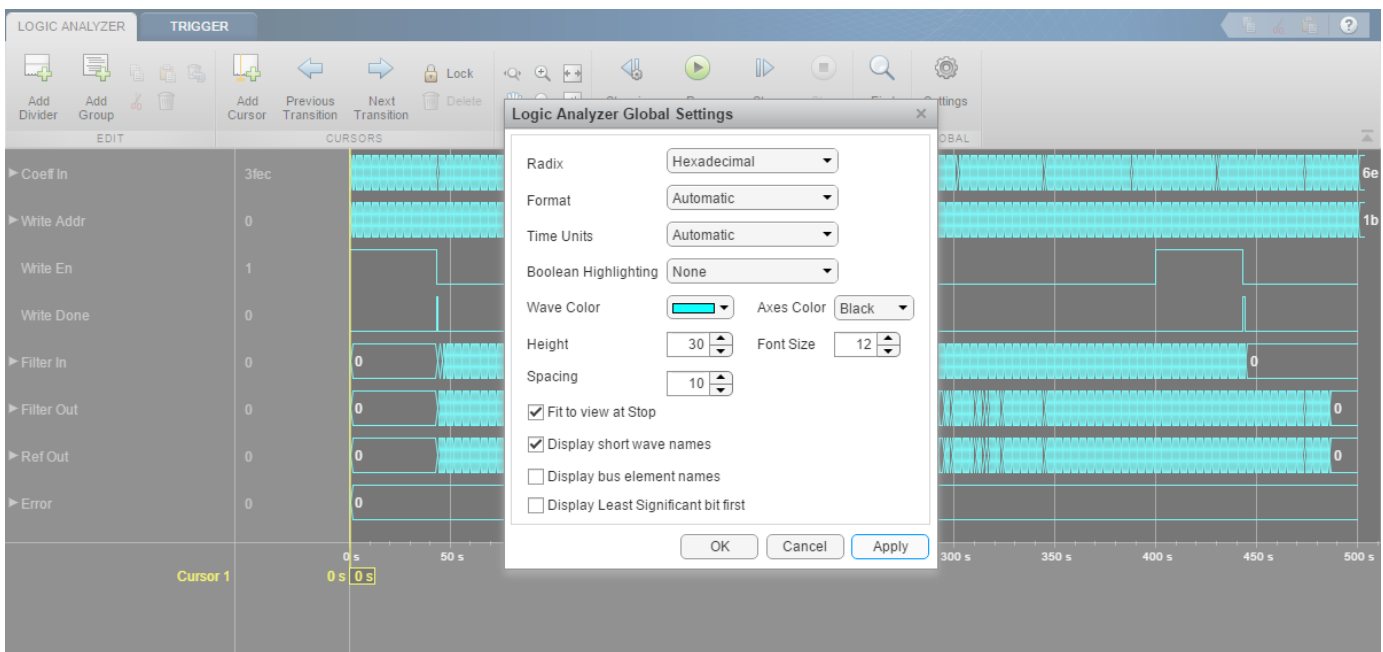 LOGIC ANALYZER TRIGGER
?
Lock
Add Divider
Add Group
Add Cursor
Previous Transition
Next Transition
Delete
EDIT
CURSORS
Logic Analyzer Global Settings
Radix Hexadecimal
Format Automatic
Time Units Automatic
Boolean Highlighting None
Wave Color Axes Color Black
Height 30 Font Size 12
Spacing 10
Fit to view at Stop
Display short wave names
Display bus element names
Display Least Significant bit first
OK Cancel Apply
Coeff In 3fec 6e
Write Addr 0 1b
Write En 1
Write Done 0
Filter In 0 0 0
Filter Out 0 0 0
Ref Out 0 0 0
Error 0 0
0 s 50 s 300 s 350 s 400 s 450 s 500 s
Cursor 1 0 s 0 s